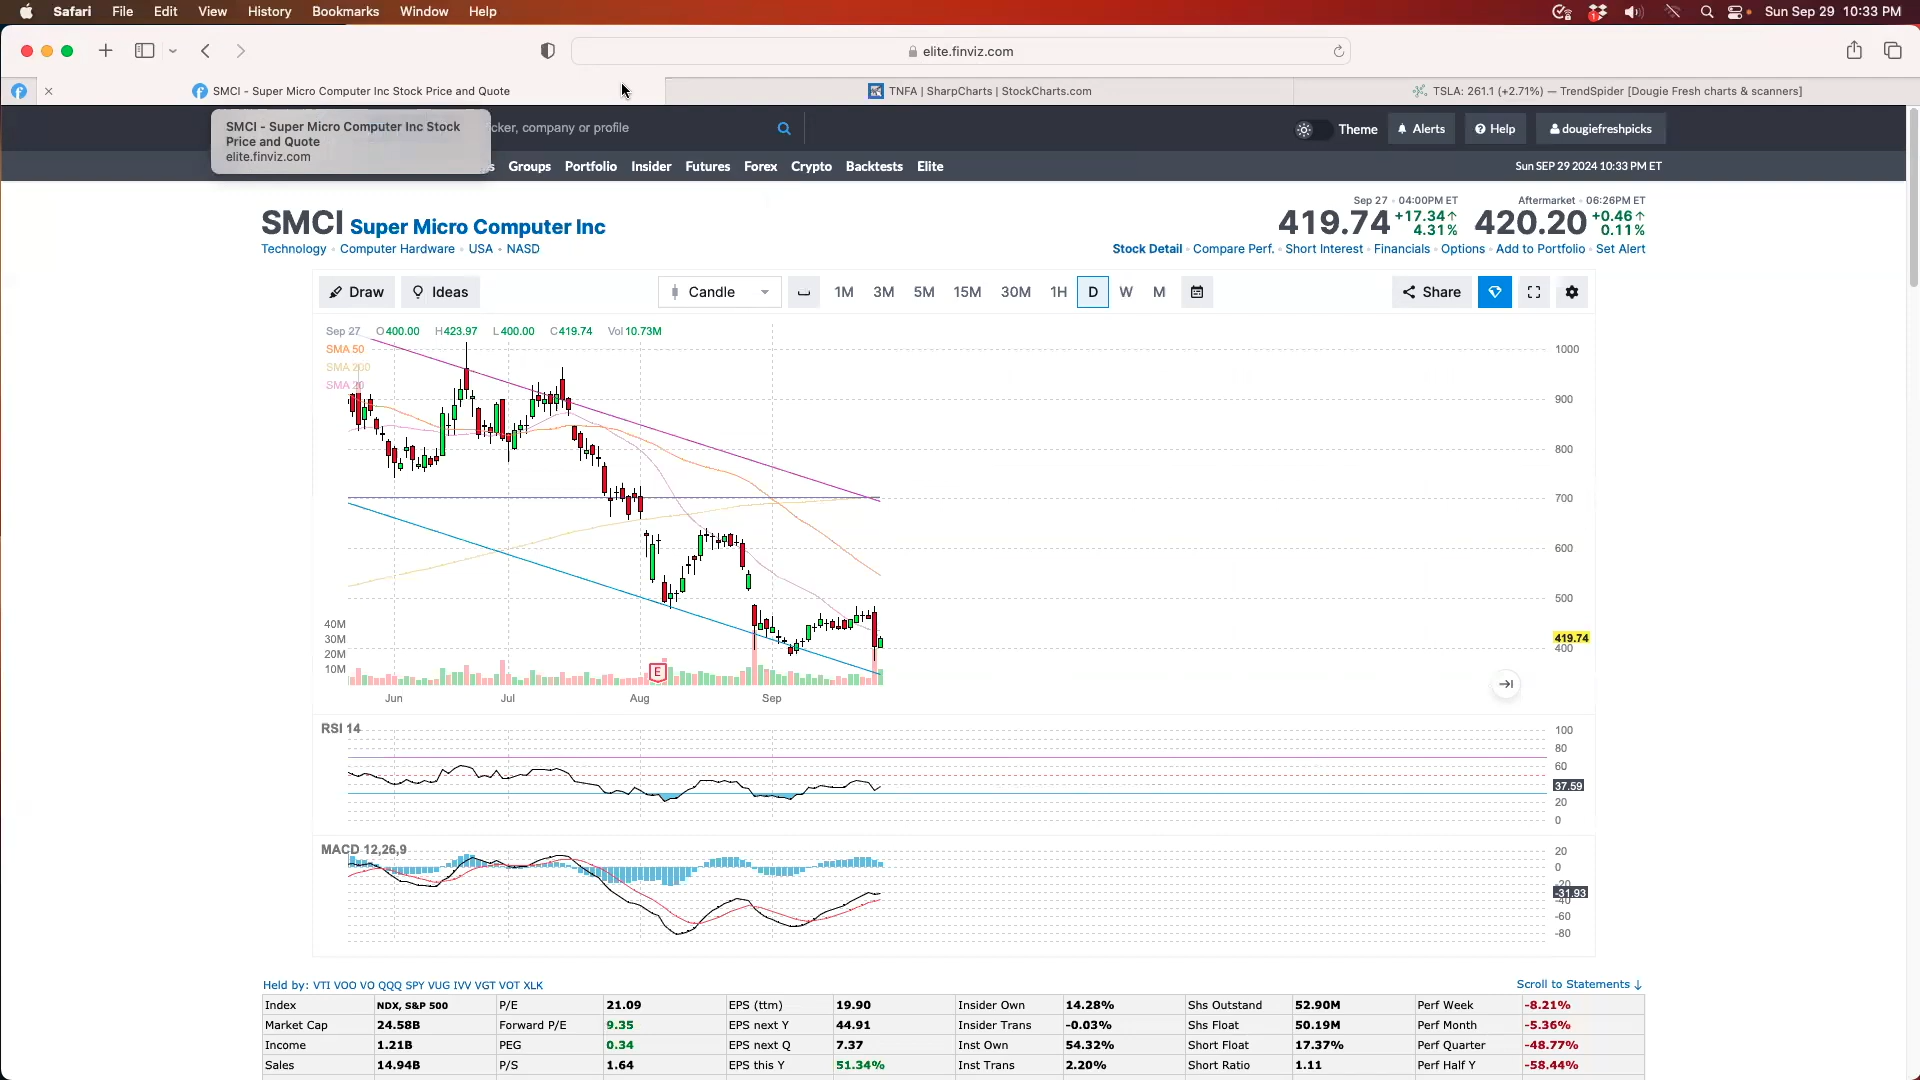 Safari File Edit View History Bookmarks Window Help Sun Sep 29 10:33 PM
elite.finviz.com
SMCI - Super Micro Computer Inc Stock Price and Quote
TNFA | SharpCharts | StockCharts.com
TSLA: 261.1 (+2.71%) — TrendSpider [Dougie Fresh charts & scanners]
SMCI - Super Micro Computer Inc Stock
Price and Quote
elite.finviz.com
cker, company or profile
Theme Alerts Help dougiefreshpicks
s Groups Portfolio Insider Futures Forex Crypto Backtests Elite
Sun SEP 29 2024 10:33 PM ET
SMCI Super Micro Computer Inc
Technology • Computer Hardware • USA • NASD
Sep 27 • 04:00PM ET
419.74 +17.34↑
4.31%
Aftermarket • 06:26PM ET
420.20 +0.46↑
0.11%
Stock Detail • Compare Perf. • Short Interest • Financials • Options • Add to Portfolio • Set Alert
Draw Ideas Candle 1M 3M 5M 15M 30M 1H D W M Share
Sep 27 O400.00 H423.97 L400.00 C419.74 Vol 10.73M
SMA 50
SMA 200
SMA 20
1000
900
800
700
600
500
419.74
400
40M
30M
20M
10M
E
Jun Jul Aug Sep
RSI 14
100
80
60
37.59
20
0
MACD 12,26,9
20
0
-20
-31.93
-40
-60
-80
Held by: VTI VOO VO QQQ SPY VUG IVV VGT VOT XLK
Scroll to Statements ↓
Index NDX, S&P 500 P/E 21.09 EPS (ttm) 19.90 Insider Own 14.28% Shs Outstand 52.90M Perf Week -8.21%
Market Cap 24.58B Forward P/E 9.35 EPS next Y 44.91 Insider Trans -0.03% Shs Float 50.19M Perf Month -5.36%
Income 1.21B PEG 0.34 EPS next Q 7.37 Inst Own 54.32% Short Float 17.37% Perf Quarter -48.77%
Sales 14.94B P/S 1.64 EPS this Y 51.34% Inst Trans 2.20% Short Ratio 1.11 Perf Half Y -58.44%